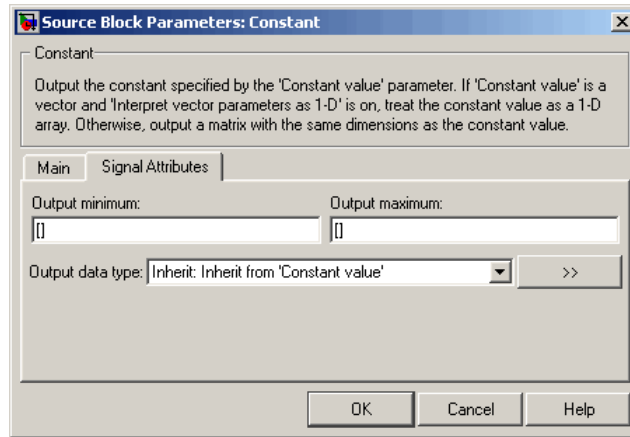 Source Block Parameters: Constant
Constant
Output the constant specified by the 'Constant value' parameter. If 'Constant value' is a
vector and 'Interpret vector parameters as 1-D' is on, treat the constant value as a 1-D
array. Otherwise, output a matrix with the same dimensions as the constant value.
Main Signal Attributes
Output minimum: Output maximum:
[] []
Output data type: Inherit: Inherit from 'Constant value' >>
OK Cancel Help